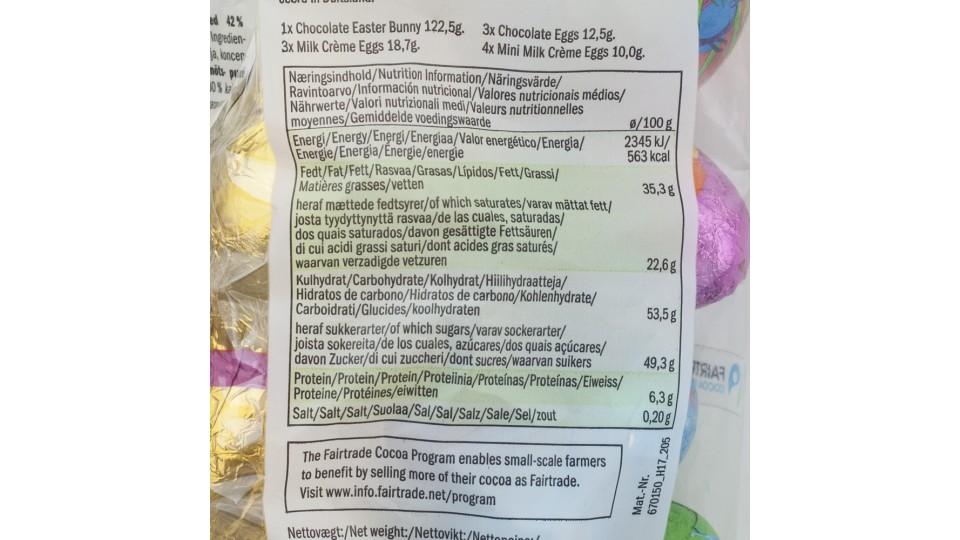 ed 42%
ingredien-
ja, koncen
nöts-
1x Chocolate Easter Bunny 122,5g. 3x Chocolate Eggs 12,5g.
3x Milk Crème Eggs 18,7g. 4x Mini Milk Crème Eggs 10,0g.
Næringsindhold/Nutrition Information/Näringsvärde/
Ravintoarvo/Información nutricional/Valores nutricionais médios/
Nährwerte/Valori nutrizionali medi/Valeurs nutritionnelles
moyennes/Gemiddelde voedingswaarde ø/100 g
Energi/Energy/Energi/Energiaa/Valor energético/Energia/ 2345 kJ/
Energie/Energia/Énergie/energie 563 kcal
Fedt/Fat/Fett/Rasvaa/Grasas/Lípidos/Fett/Grassi/
Matières grasses/vetten 35,3 g
heraf mættede fedtsyrer/of which saturates/varav mättat fett/
josta tyydyttynyttä rasvaa/de las cuales, saturadas/
dos quais saturados/davon gesättigte Fettsäuren/
di cui acidi grassi saturi/dont acides gras saturés/
waarvan verzadigde vetzuren 22,6 g
Kulhydrat/Carbohydrate/Kolhydrat/Hiilihydraatteja/
Hidratos de carbono/Hidratos de carbono/Kohlenhydrate/
Carboidrati/Glucides/koolhydraten 53,5 g
heraf sukkerarter/of which sugars/varav sockerarter/
joista sokereita/de los cuales, azúcares/dos quais açúcares/
davon Zucker/di cui zuccheri/dont sucres/waarvan suikers 49,3 g
Protein/Protein/Protein/Proteiinia/Proteínas/Proteínas/Eiweiss/
Proteine/Protéines/eiwitten 6,3 g
Salt/Salt/Salt/Suolaa/Sal/Sal/Salz/Sale/Sel/zout 0,20 g
The Fairtrade Cocoa Program enables small-scale farmers
to benefit by selling more of their cocoa as Fairtrade.
Visit www.info.fairtrade.net/program
Mat.-Nr.
670150_H17_205
Nettovægt:/Net weight:/Nettovikt:/
FAIRT
COCOA